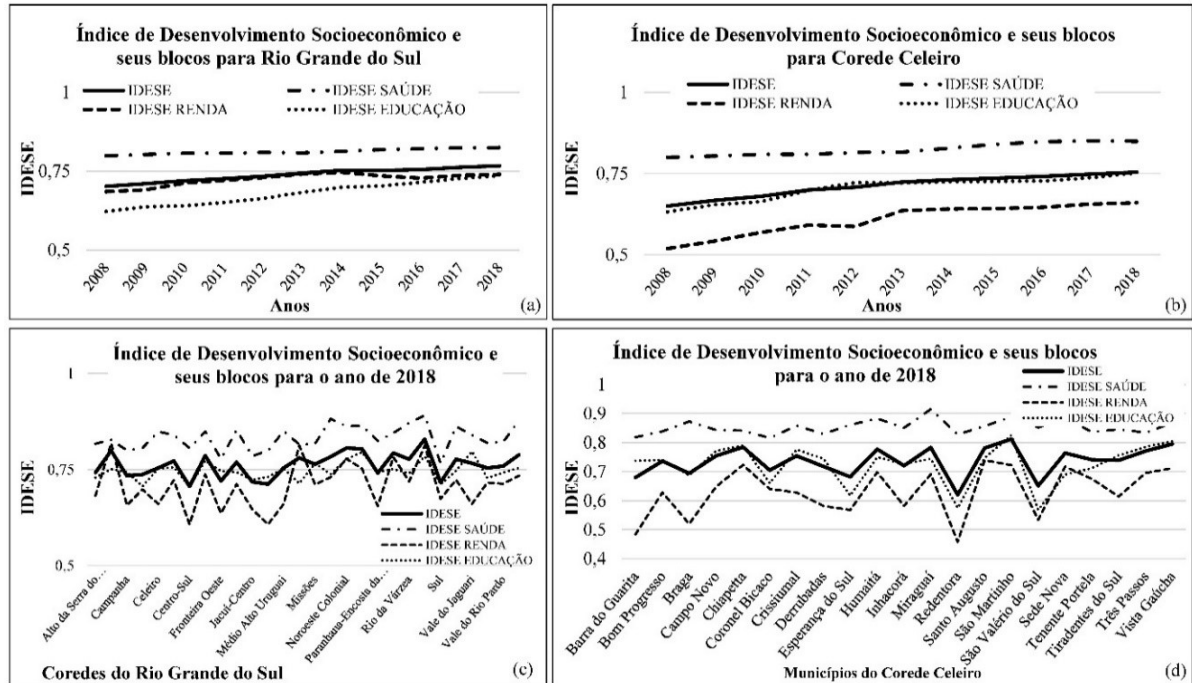 Índice de Desenvolvimento Socioeconômico e
seus blocos para Rio Grande do Sul
IDESE
IDESE SAÚDE
IDESE RENDA
IDESE EDUCAÇÃO
1
0,75
0,5
IDESE
2008
2009
2010
2011
2012
2013
2014
2015
2016
2017
2018
Anos
(a)
Índice de Desenvolvimento Socioeconômico e seus blocos
para Corede Celeiro
IDESE
IDESE SAÚDE
IDESE RENDA
IDESE EDUCAÇÃO
1
0,75
0,5
IDESE
2008
2009
2010
2011
2012
2013
2014
2015
2016
2017
2018
Anos
(b)
Índice de Desenvolvimento Socioeconômico e
seus blocos para o ano de 2018
1
0,75
0,5
IDESE
IDESE
IDESE SAÚDE
IDESE RENDA
IDESE EDUCAÇÃO
Alto da Serra do…
Campanha
Celeiro
Centro-Sul
Fronteira Oeste
Jacuí-Centro
Médio Alto Uruguai
Missões
Noroeste Colonial
Paranhana-Encosta da…
Rio da Várzea
Sul
Vale do Jaguari
Vale do Rio Pardo
Coredes do Rio Grande do Sul
(c)
Índice de Desenvolvimento Socioeconômico e seus blocos
para o ano de 2018
IDESE
IDESE SAÚDE
IDESE RENDA
IDESE EDUCAÇÃO
1
0,9
0,8
0,7
0,6
0,5
0,4
IDESE
Barra do Guarita
Bom Progresso
Braga
Campo Novo
Chiapetta
Coronel Bicaco
Crissiumal
Derrubadas
Esperança do Sul
Humaitá
Inhacorá
Miraguaí
Redentora
Santo Augusto
São Martinho
São Valério do Sul
Sede Nova
Tenente Portela
Tiradentes do Sul
Três Passos
Vista Gaúcha
Municípios do Corede Celeiro
(d)